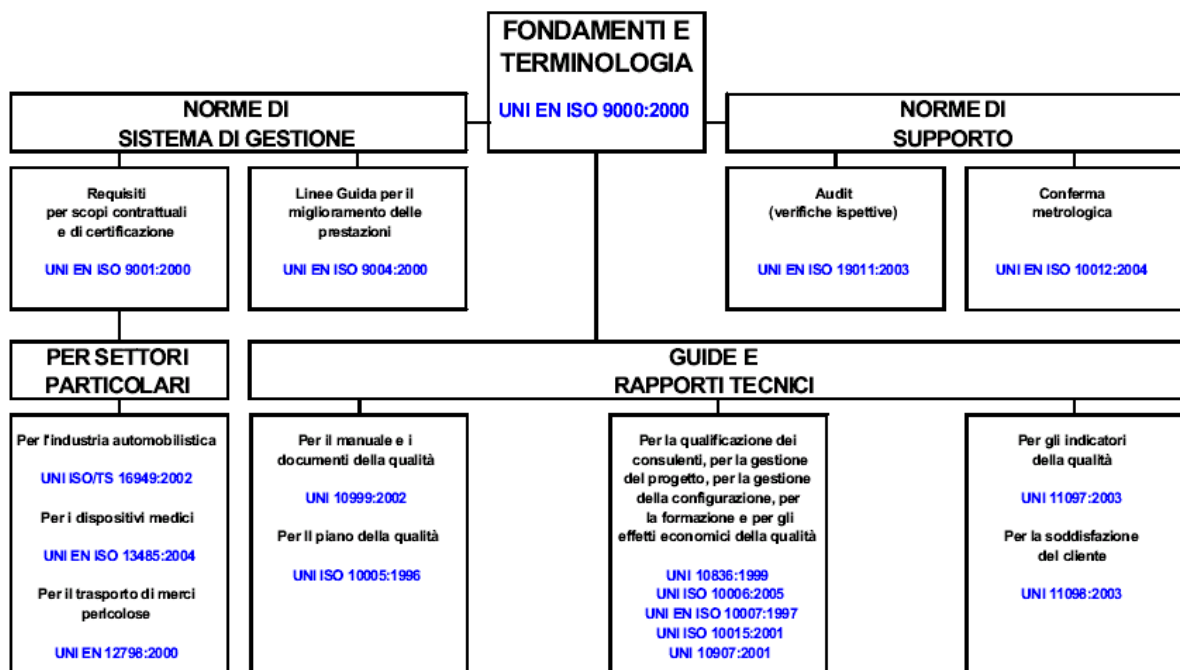 FONDAMENTI E
TERMINOLOGIA
UNI EN ISO 9000:2000
NORME DI
SISTEMA DI GESTIONE
NORME DI
SUPPORTO
Requisiti
per scopi contrattuali
e di certificazione
UNI EN ISO 9001:2000
Linee Guida per il
miglioramento delle
prestazioni
UNI EN ISO 9004:2000
Audit
(verifiche ispettive)
UNI EN ISO 19011:2003
Conferma
metrologica
UNI EN ISO 10012:2004
PER SETTORI
PARTICOLARI
GUIDE E
RAPPORTI TECNICI
Per l'industria automobilistica
UNI ISO/TS 16949:2002
Per i dispositivi medici
UNI EN ISO 13485:2004
Per il trasporto di merci
pericolose
UNI EN 12798:2000
Per il manuale e i
documenti della qualità
UNI 10999:2002
Per Il piano della qualità
UNI ISO 10005:1996
Per la qualificazione dei
consulenti, per la gestione
del progetto, per la gestione
della configurazione, per
la formazione e per gli
effetti economici della qualità
UNI 10836:1999
UNI ISO 10006:2005
UNI EN ISO 10007:1997
UNI ISO 10015:2001
UNI 10907:2001
Per gli indicatori
della qualità
UNI 11097:2003
Per la soddisfazione
del cliente
UNI 11098:2003